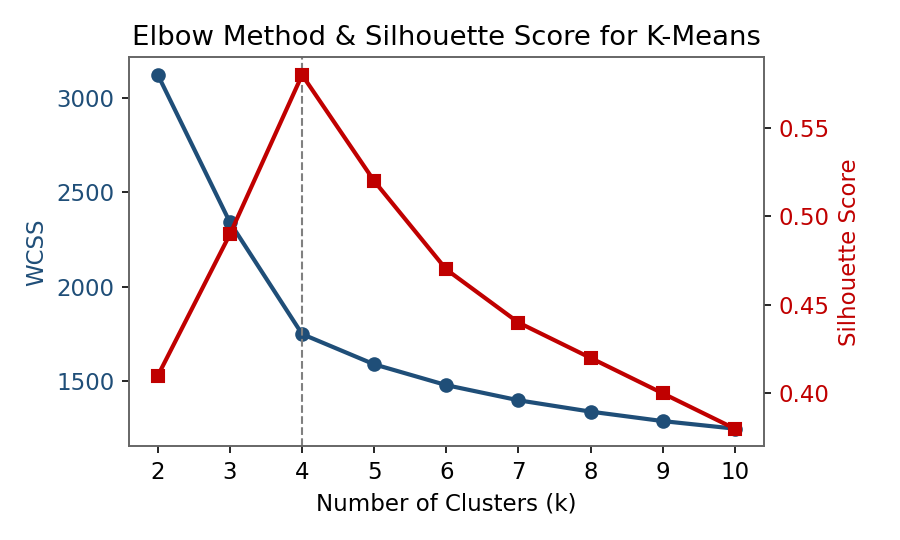 Elbow Method & Silhouette Score for K-Means
WCSS
3000
2500
2000
1500
0.55
0.50
0.45
0.40
Silhouette Score
2 3 4 5 6 7 8 9 10
Number of Clusters (k)